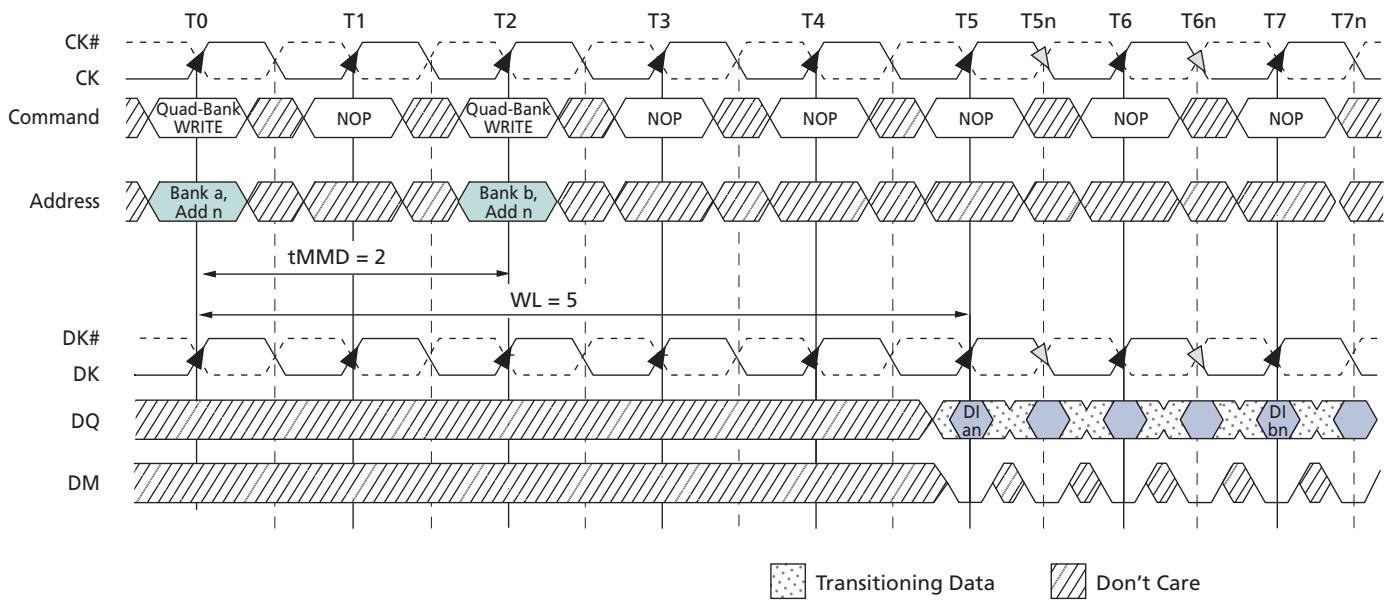 T0 T1 T2 T3 T4 T5 T5n T6 T6n T7 T7n
CK#
CK
Command
Quad-Bank
WRITE
NOP
Quad-Bank
WRITE
NOP
NOP
NOP
NOP
NOP
Address
Bank a,
Add n
Bank b,
Add n
tMMD = 2
WL = 5
DK#
DK
DQ
DI
an
DI
bn
DM
Transitioning Data
Don't Care